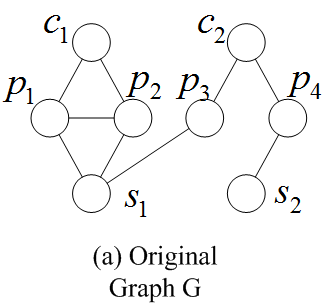 c1 c2
p1 p2 p3 p4
s1 s2
(a) Original
Graph G